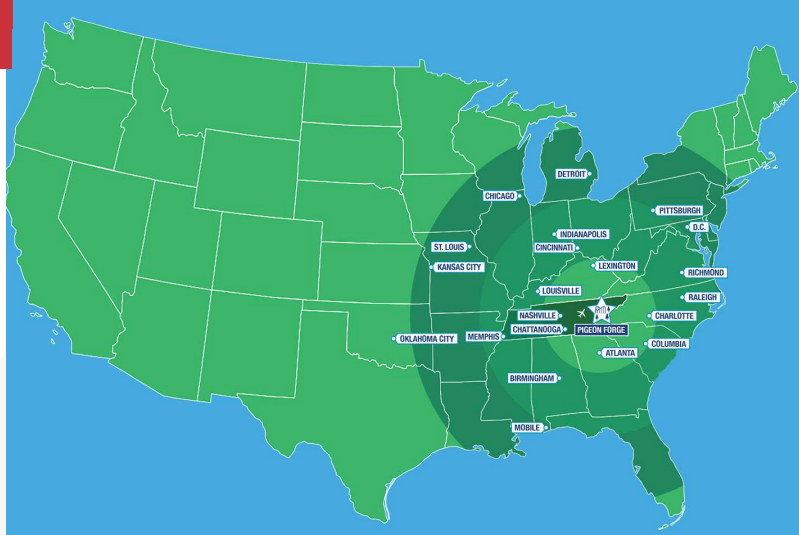 DETROIT
CHICAGO
PITTSBURGH
D.C.
INDIANAPOLIS
ST. LOUIS
CINCINNATI
KANSAS CITY
LEXINGTON
RICHMOND
LOUISVILLE
RALEIGH
NASHVILLE
CHARLOTTE
CHATTANOOGA
PIGEON FORGE
OKLAHOMA CITY
MEMPHIS
COLUMBIA
ATLANTA
BIRMINGHAM
MOBILE